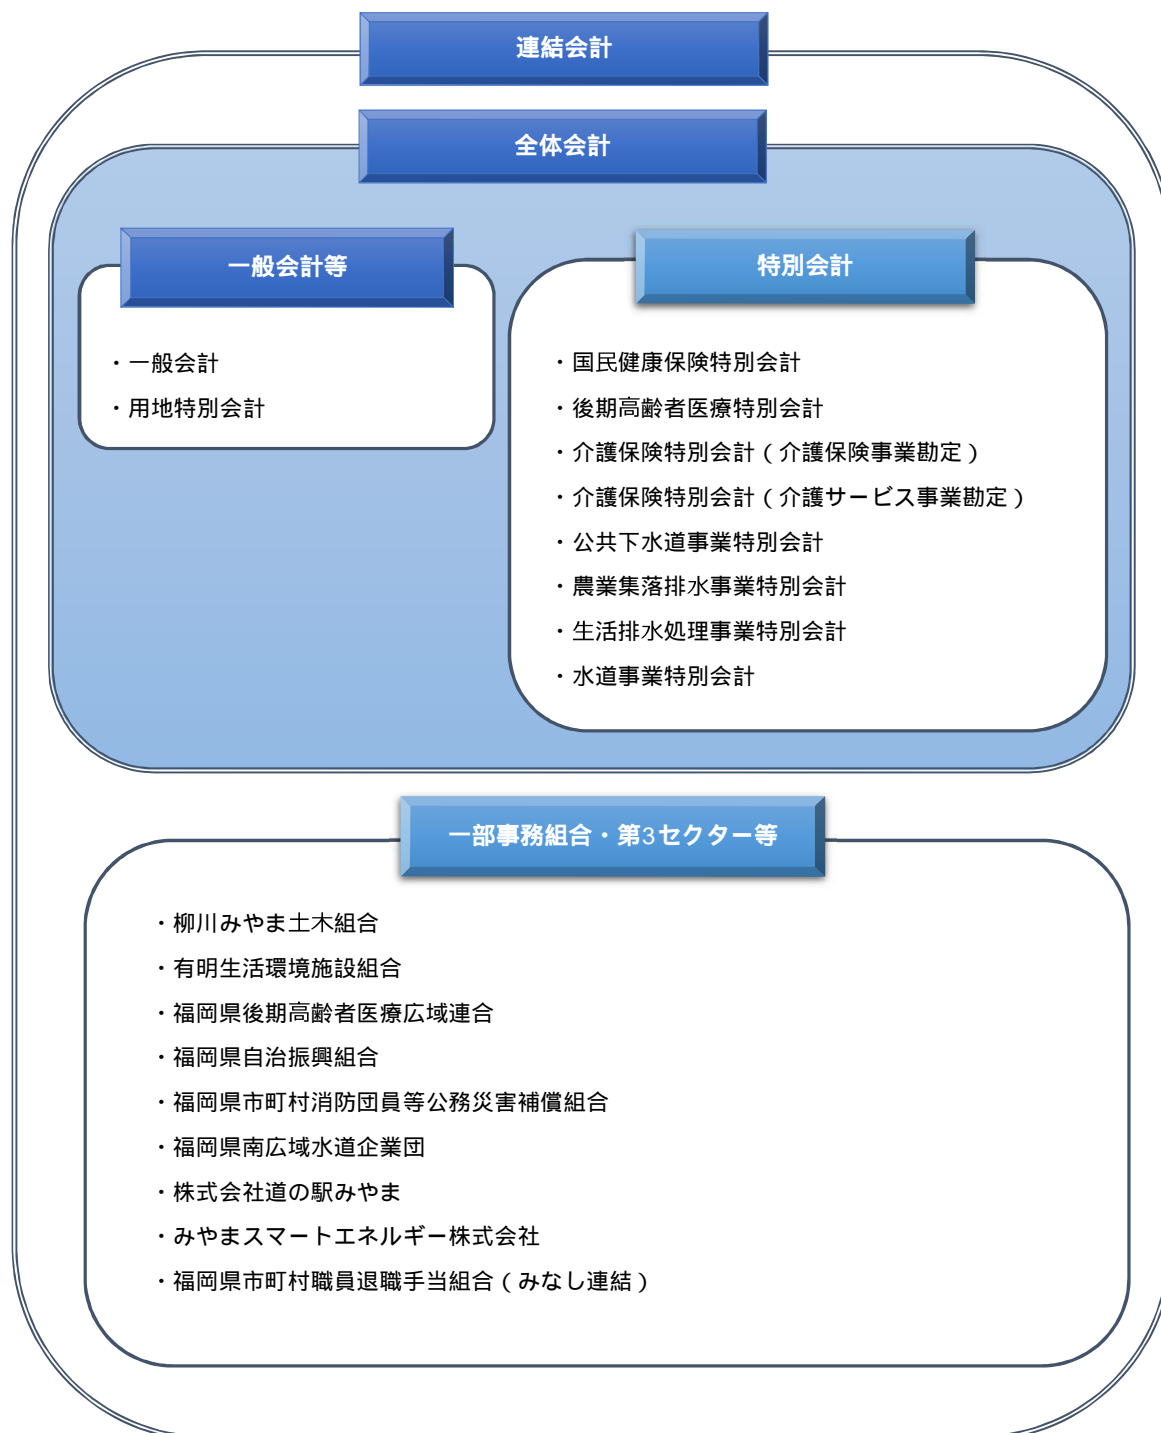 連結会計
全体会計
一般会計等
・一般会計
・用地特別会計
特別会計
・国民健康保険特別会計
・後期高齢者医療特別会計
・介護保険特別会計（介護保険事業勘定）
・介護保険特別会計（介護サービス事業勘定）
・公共下水道事業特別会計
・農業集落排水事業特別会計
・生活排水処理事業特別会計
・水道事業特別会計
一部事務組合・第3セクター等
・柳川みやま土木組合
・有明生活環境施設組合
・福岡県後期高齢者医療広域連合
・福岡県自治振興組合
・福岡県市町村消防団員等公務災害補償組合
・福岡県南広域水道企業団
・株式会社道の駅みやま
・みやまスマートエネルギー株式会社
・福岡県市町村職員退職手当組合（みなし連結）